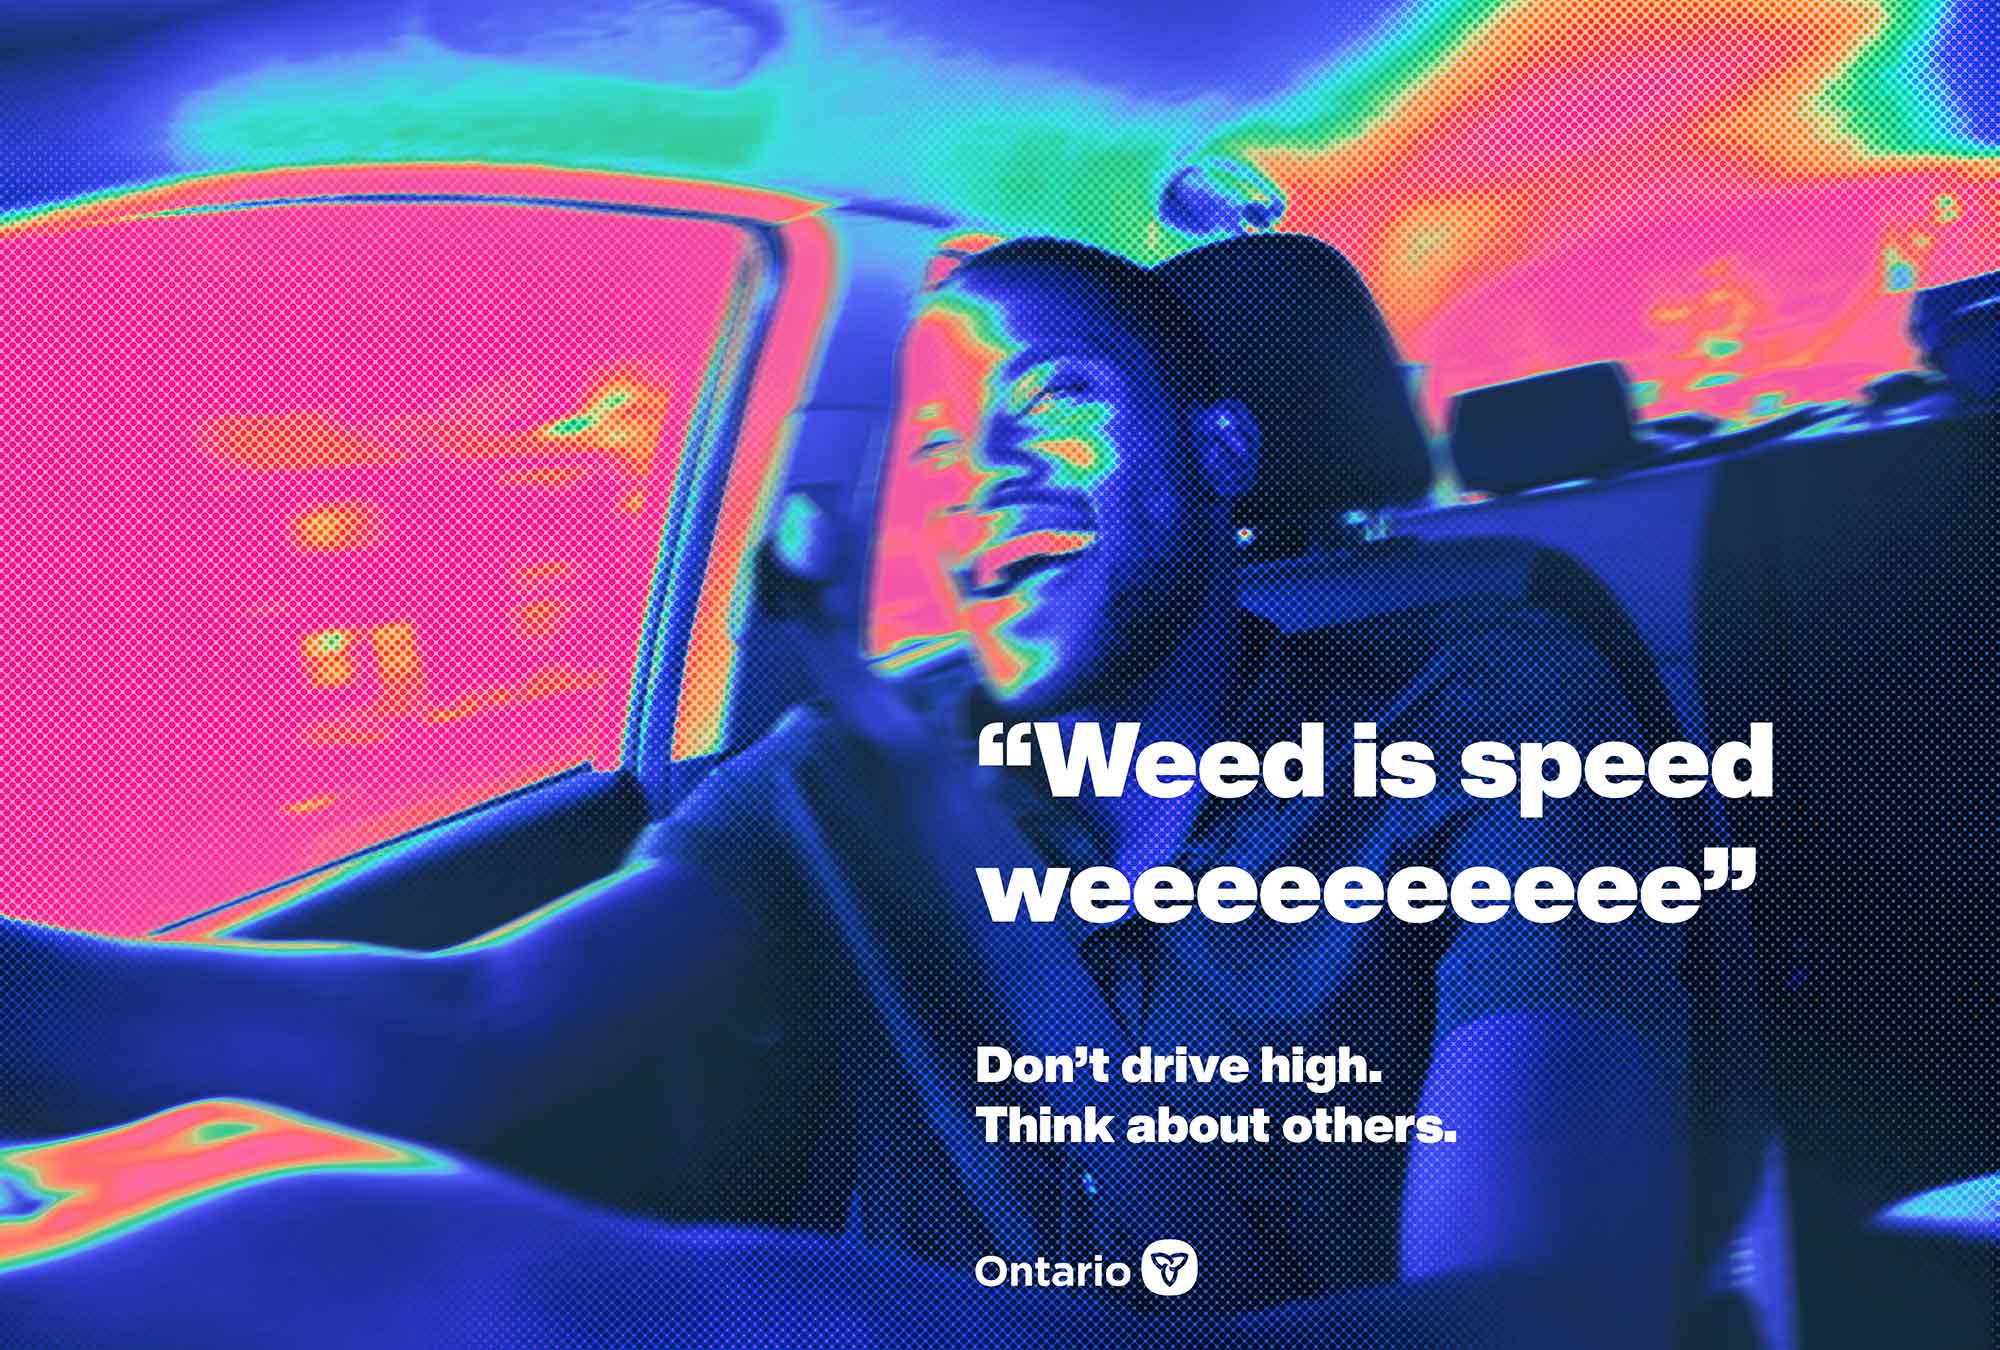 “Weed is speed
weeeeeeeeeee”
Don’t drive high.
Think about others.
Ontario